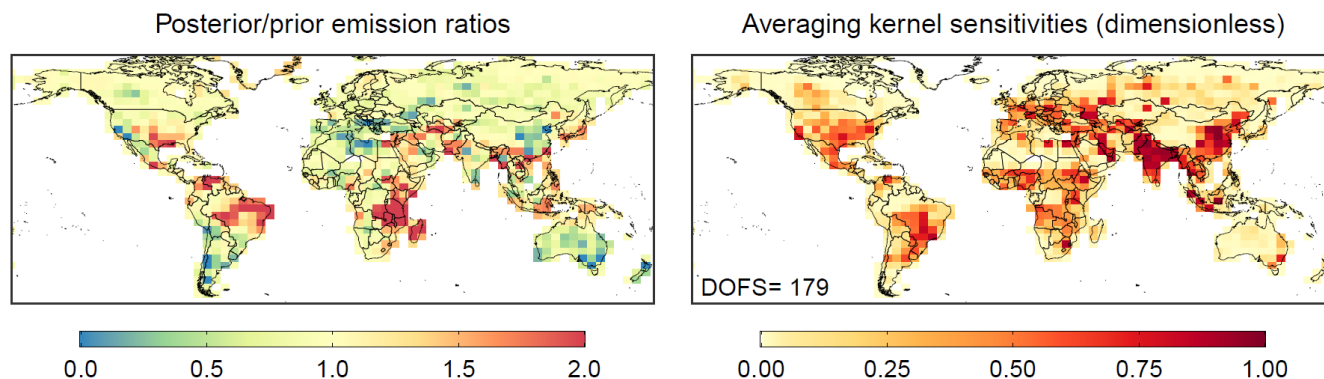 Posterior/prior emission ratios
Averaging kernel sensitivities (dimensionless)
DOFS= 179
0.0 0.5 1.0 1.5 2.0
0.00 0.25 0.50 0.75 1.00